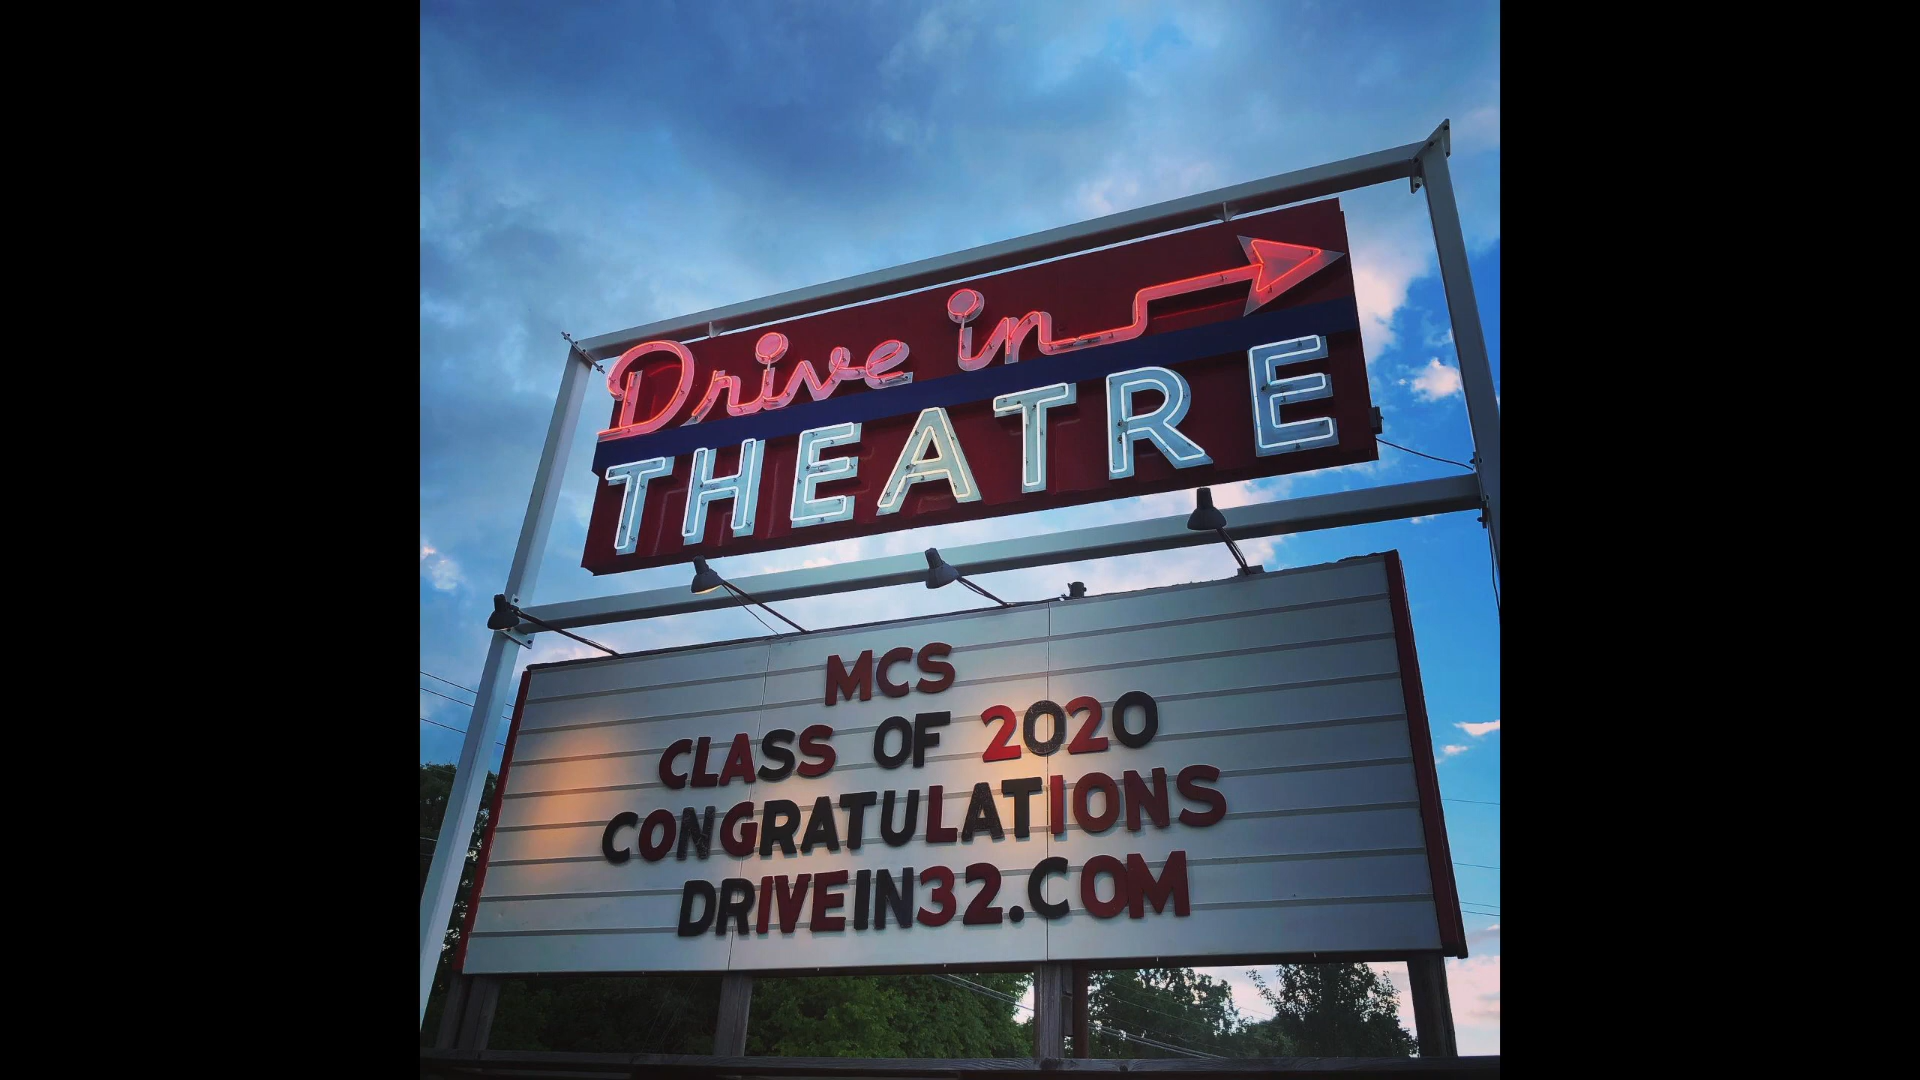 Drive in
THEATRE
MCS
CLASS OF 2020
CONGRATULATIONS
DRIVEIN32.COM